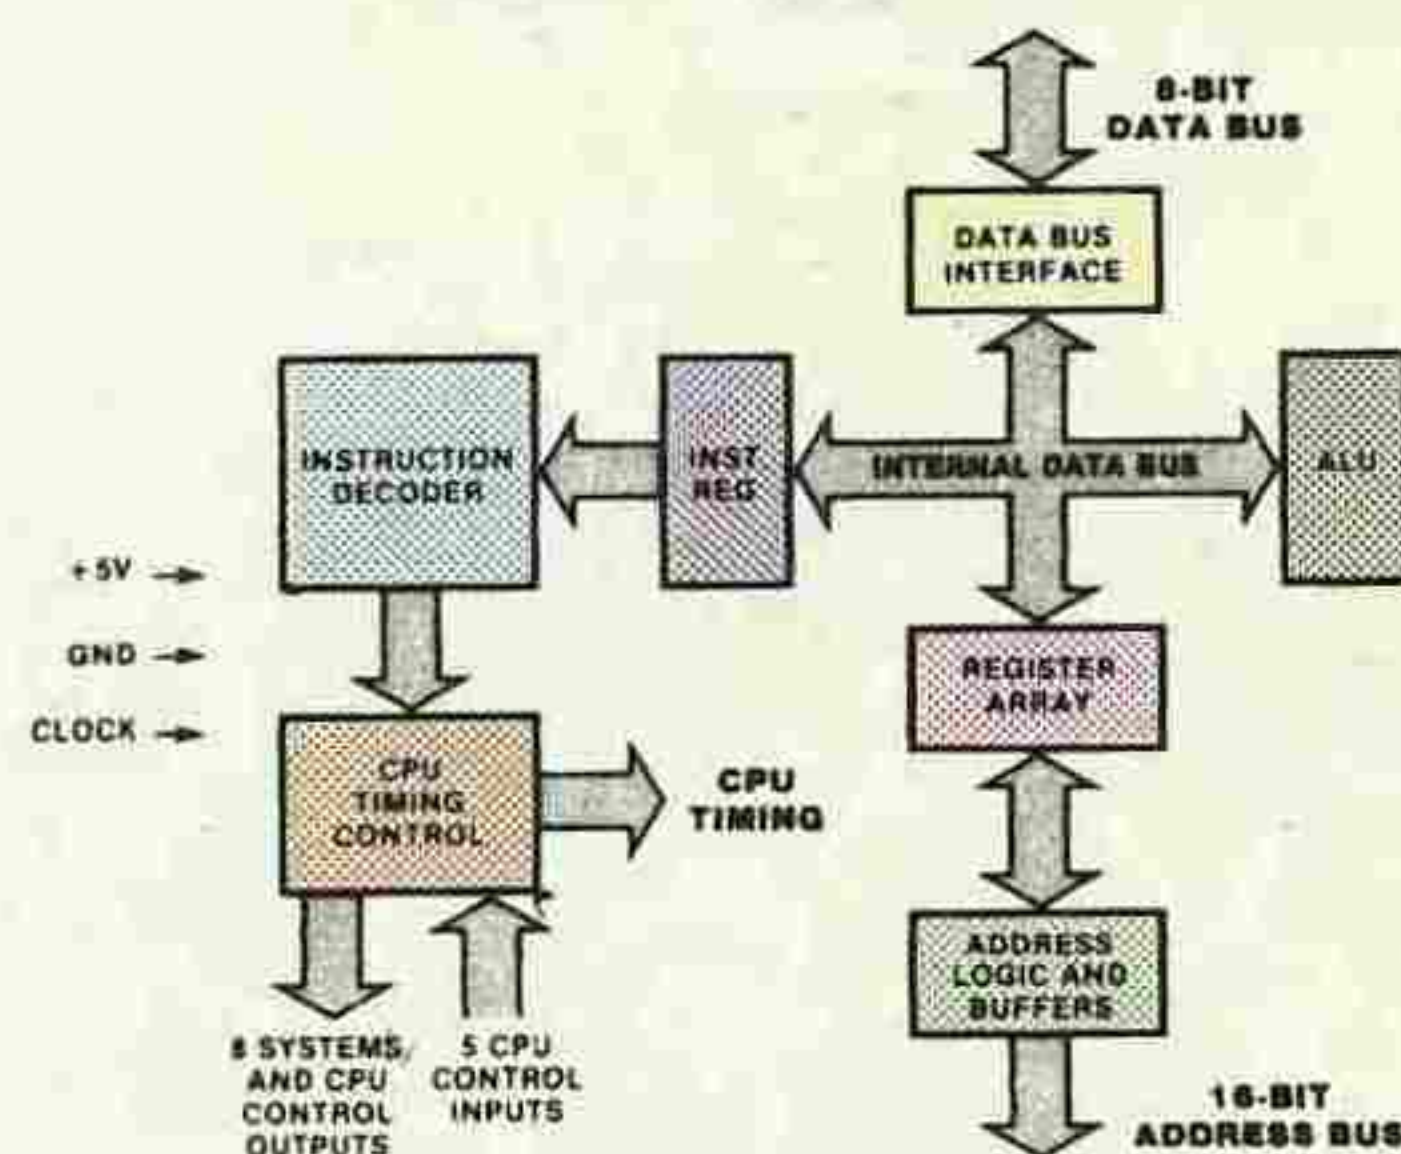 8-BIT
DATA BUS
DATA BUS
INTERFACE
INSTRUCTION
DECODER
INST
REG
INTERNAL DATA BUS
ALU
+5V
GND
CLOCK
REGISTER
ARRAY
CPU
TIMING
CONTROL
CPU
TIMING
ADDRESS
LOGIC AND
BUFFERS
8 SYSTEMS/
AND CPU
CONTROL
OUTPUTS
5 CPU
CONTROL
INPUTS
16-BIT
ADDRESS BUS